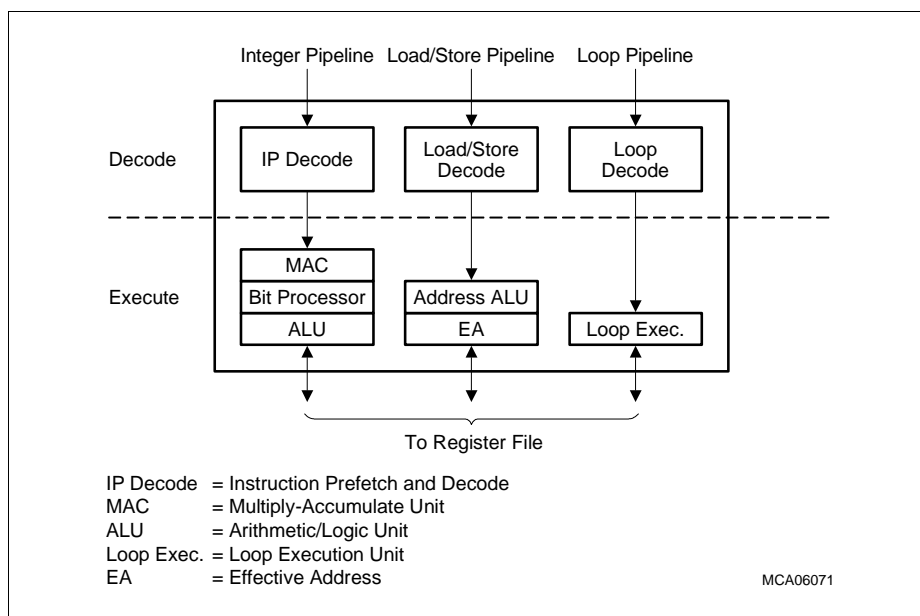 Integer Pipeline Load/Store Pipeline Loop Pipeline
Decode
IP Decode
Load/Store
Decode
Loop
Decode
Execute
MAC
Bit Processor
ALU
Address ALU
EA
Loop Exec.
To Register File
IP Decode = Instruction Prefetch and Decode
MAC = Multiply-Accumulate Unit
ALU = Arithmetic/Logic Unit
Loop Exec. = Loop Execution Unit
EA = Effective Address
MCA06071